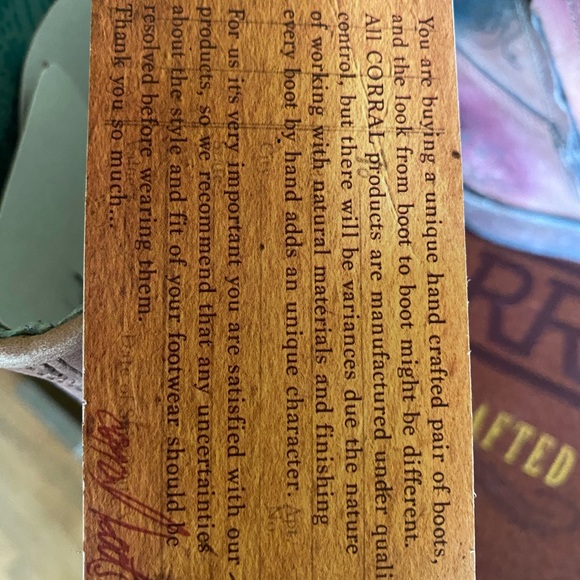 You are buying a unique hand crafted pair of boots,
and the look from boot to boot might be different.
All CORRAL products are manufactured under quali
control, but there will be variances due the nature
of working with natural materials and finishing
every boot by hand adds an unique character.
For us it's very important you are satisfied with our
products, so we recommend that any uncertainties
about the style and fit of your footwear should be
resolved before wearing them.
Thank you so much...
RR
AFTED